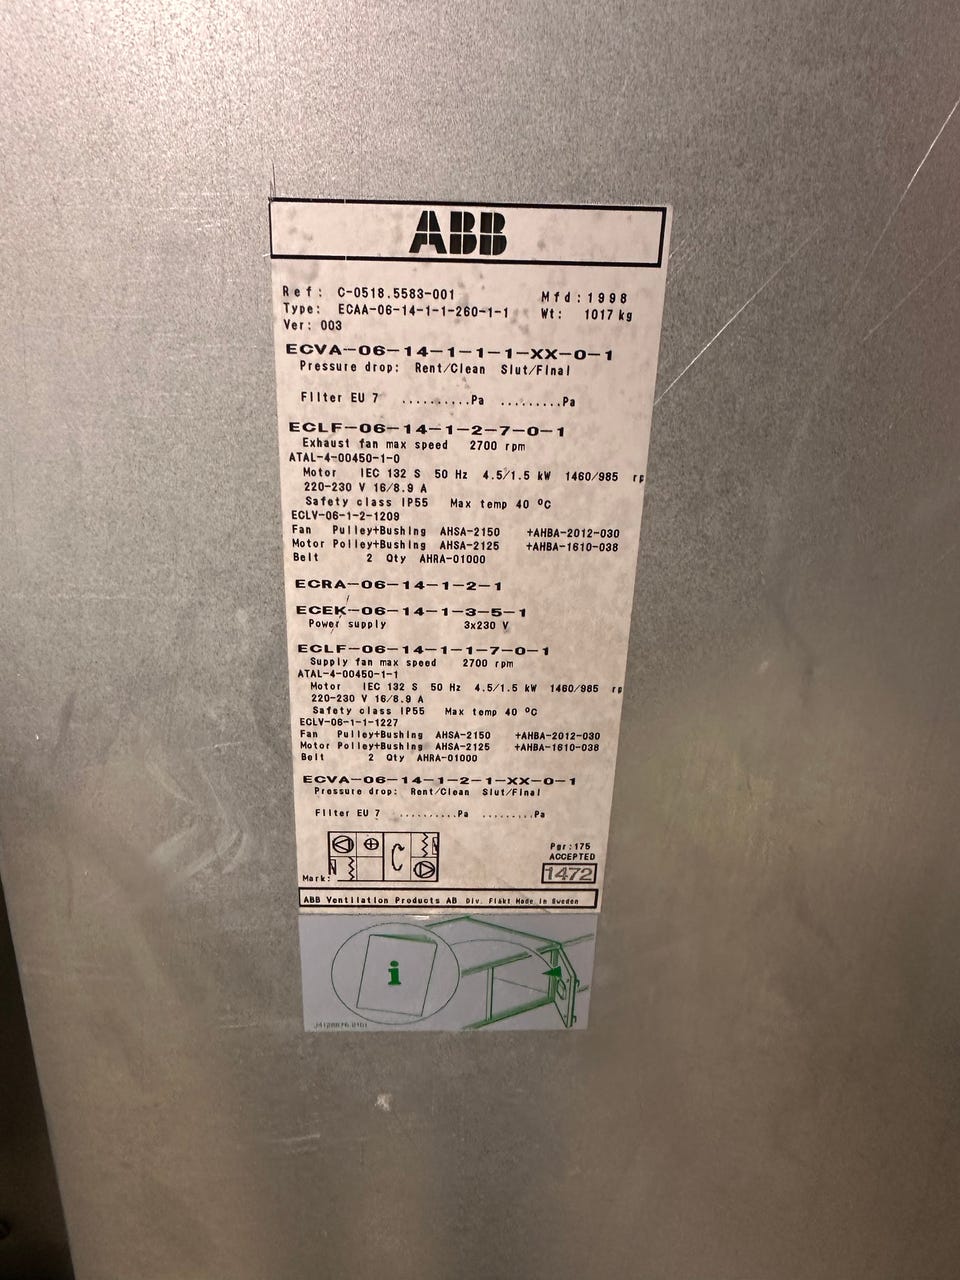 ABB
Ref: C-0518.5583-001 Mfd:1998
Type: ECAA-06-14-1-1-260-1-1 Wt: 1017 kg
Ver: 003
ECVA-06-14-1-1-1-XX-0-1
Pressure drop: Rent/Clean Slut/Final
Filter EU 7 ..........Pa .........Pa
ECLF-06-14-1-2-7-0-1
Exhaust fan max speed 2700 rpm
ATAL-4-00450-1-0
Motor IEC 132 S 50 Hz 4.5/1.5 kW 1460/985 rp
220-230 V 16/8.9 A
Safety class IP55 Max temp 40 ºC
ECLV-06-1-2-1209
Fan Pulley+Bushing AHSA-2150 +AHBA-2012-030
Motor Polley+Bushing AHSA-2125 +AHBA-1610-038
Belt 2 Qty AHRA-01000
ECRA-06-14-1-2-1
ECEK-06-14-1-3-5-1
Power supply 3x230 V
ECLF-06-14-1-1-7-0-1
Supply fan max speed 2700 rpm
ATAL-4-00450-1-1
Motor IEC 132 S 50 Hz 4.5/1.5 kW 1460/985 rp
220-230 V 16/8.9 A
Safety class IP55 Max temp 40 ºC
ECLV-06-1-1-1227
Fan Pulley+Bushing AHSA-2150 +AHBA-2012-030
Motor Polley+Bushing AHSA-2125 +AHBA-1610-038
Belt 2 Qty AHRA-01000
ECVA-06-14-1-2-1-XX-0-1
Pressure drop: Rent/Clean Slut/Final
Filter EU 7 ..........Pa .........Pa
Pgr:175
ACCEPTED
1472
Mark:
ABB Ventilation Products AB Div. Fläkt Made in Sweden
i